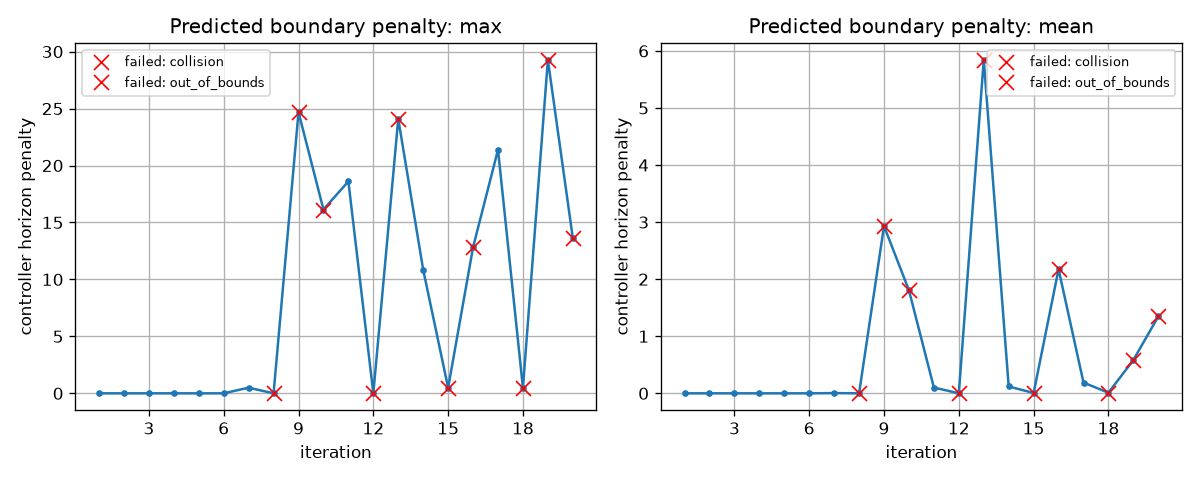 Predicted boundary penalty: max
controller horizon penalty
30
25
20
15
10
5
0
failed: collision
failed: out_of_bounds
3
6
9
12
15
18
iteration
Predicted boundary penalty: mean
controller horizon penalty
6
5
4
3
2
1
0
failed: collision
failed: out_of_bounds
3
6
9
12
15
18
iteration